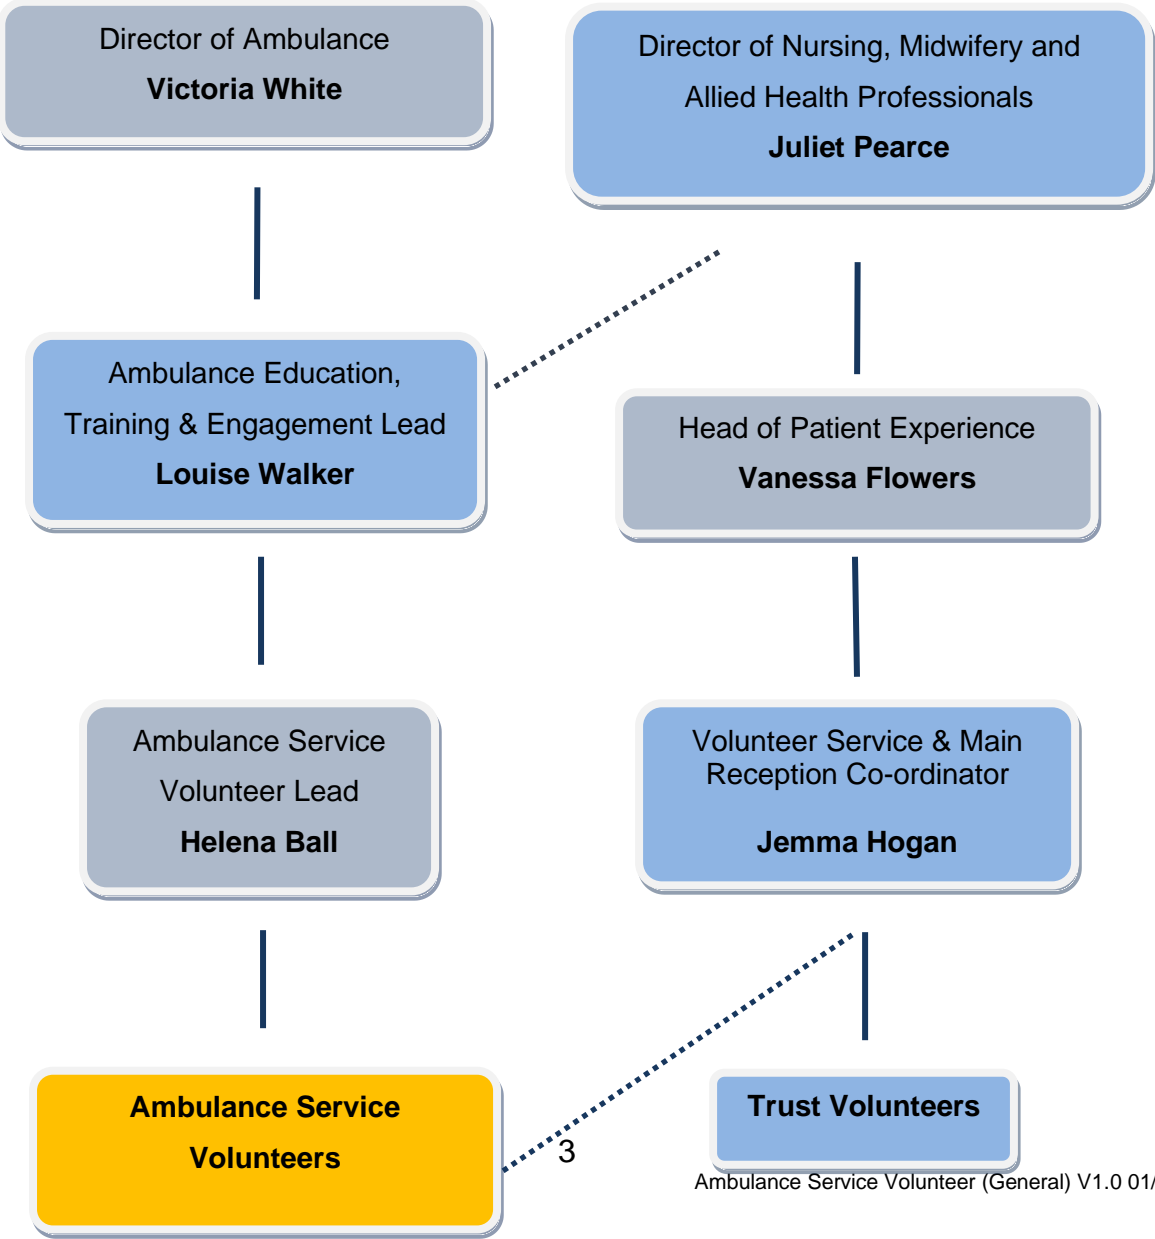 Director of Ambulance
Victoria White
Director of Nursing, Midwifery and
Allied Health Professionals
Juliet Pearce
Ambulance Education,
Training & Engagement Lead
Louise Walker
Head of Patient Experience
Vanessa Flowers
Ambulance Service
Volunteer Lead
Helena Ball
Volunteer Service & Main
Reception Co-ordinator
Jemma Hogan
Ambulance Service
Volunteers
Trust Volunteers
3
Ambulance Service Volunteer (General) V1.0 01/